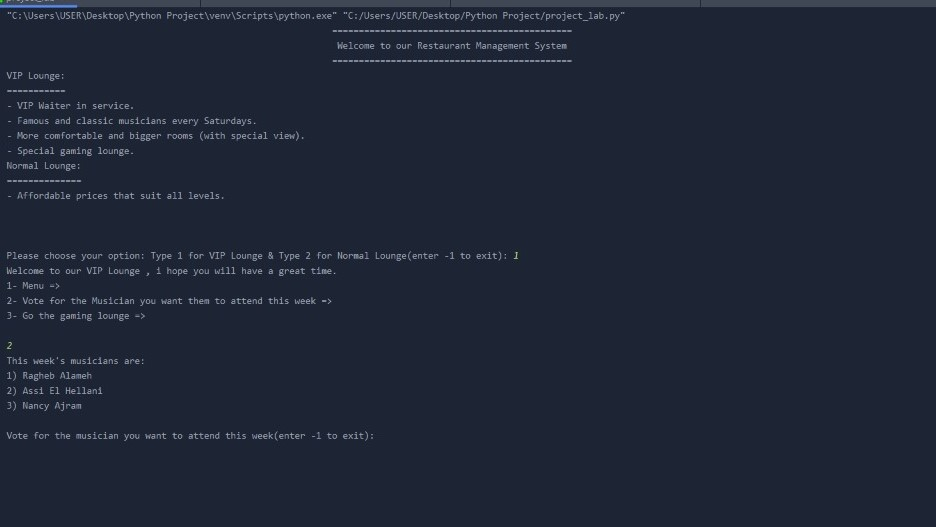 "C:\Users\USER\Desktop\Python Project\venv\Scripts\python.exe" "C:/Users/USER/Desktop/Python Project/project_lab.py"
=============================================
Welcome to our Restaurant Management System
=============================================
VIP Lounge:
===========
- VIP Waiter in service.
- Famous and classic musicians every Saturdays.
- More comfortable and bigger rooms (with special view).
- Special gaming lounge.
Normal Lounge:
==============
- Affordable prices that suit all levels.
Please choose your option: Type 1 for VIP Lounge & Type 2 for Normal Lounge(enter -1 to exit): 1
Welcome to our VIP Lounge , i hope you will have a great time.
1- Menu =>
2- Vote for the Musician you want them to attend this week =>
3- Go the gaming lounge =>
2
This week's musicians are:
1) Ragheb Alameh
2) Assi El Hellani
3) Nancy Ajram
Vote for the musician you want to attend this week(enter -1 to exit):